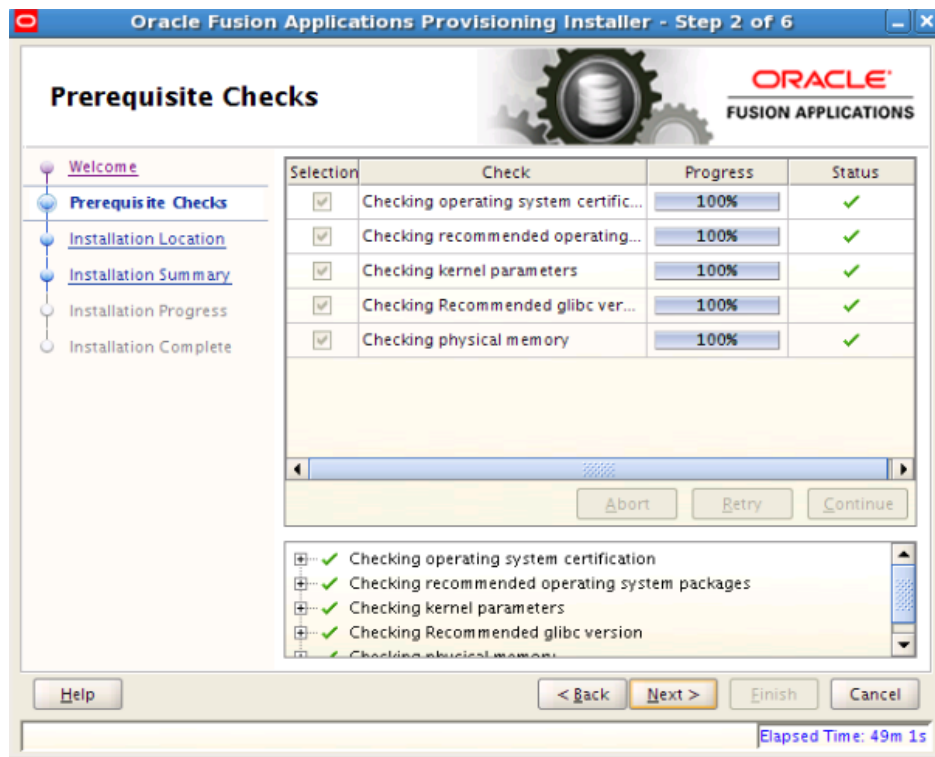 Oracle Fusion Applications Provisioning Installer - Step 2 of 6
Prerequisite Checks
ORACLE
FUSION APPLICATIONS
Welcome
Prerequisite Checks
Installation Location
Installation Summary
Installation Progress
Installation Complete
Selection Check Progress Status
Checking operating system certific... 100%
Checking recommended operating... 100%
Checking kernel parameters 100%
Checking Recommended glibc ver... 100%
Checking physical memory 100%
Abort Retry Continue
Checking operating system certification
Checking recommended operating system packages
Checking kernel parameters
Checking Recommended glibc version
Checking physical memory
Help < Back Next > Finish Cancel
Elapsed Time: 49m 1s